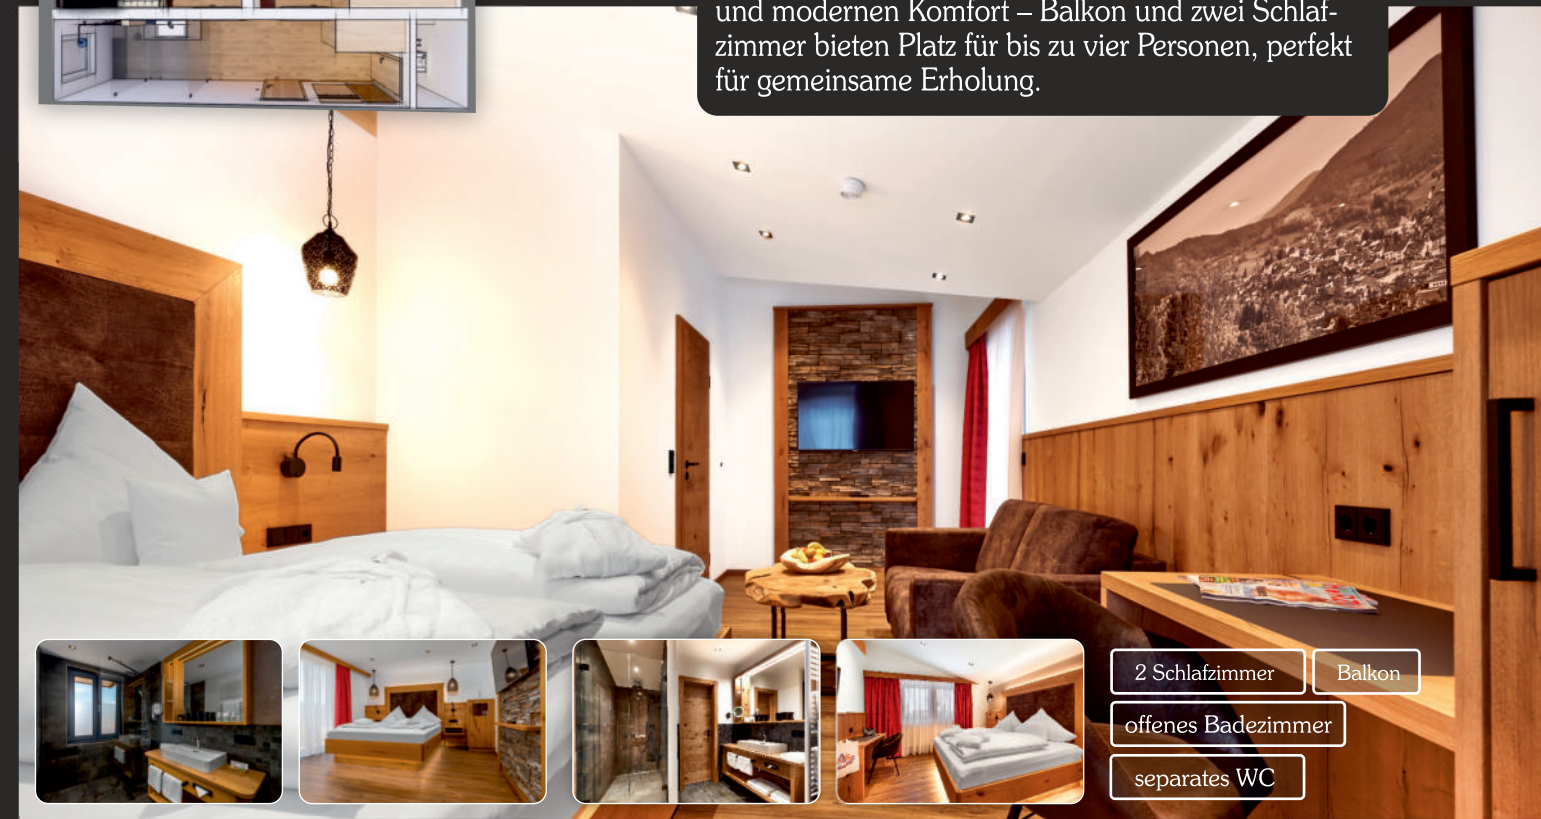 und modernen Komfort – Balkon und zwei Schlaf-
zimmer bieten Platz für bis zu vier Personen, perfekt
für gemeinsame Erholung.
2 Schlafzimmer
Balkon
offenes Badezimmer
separates WC